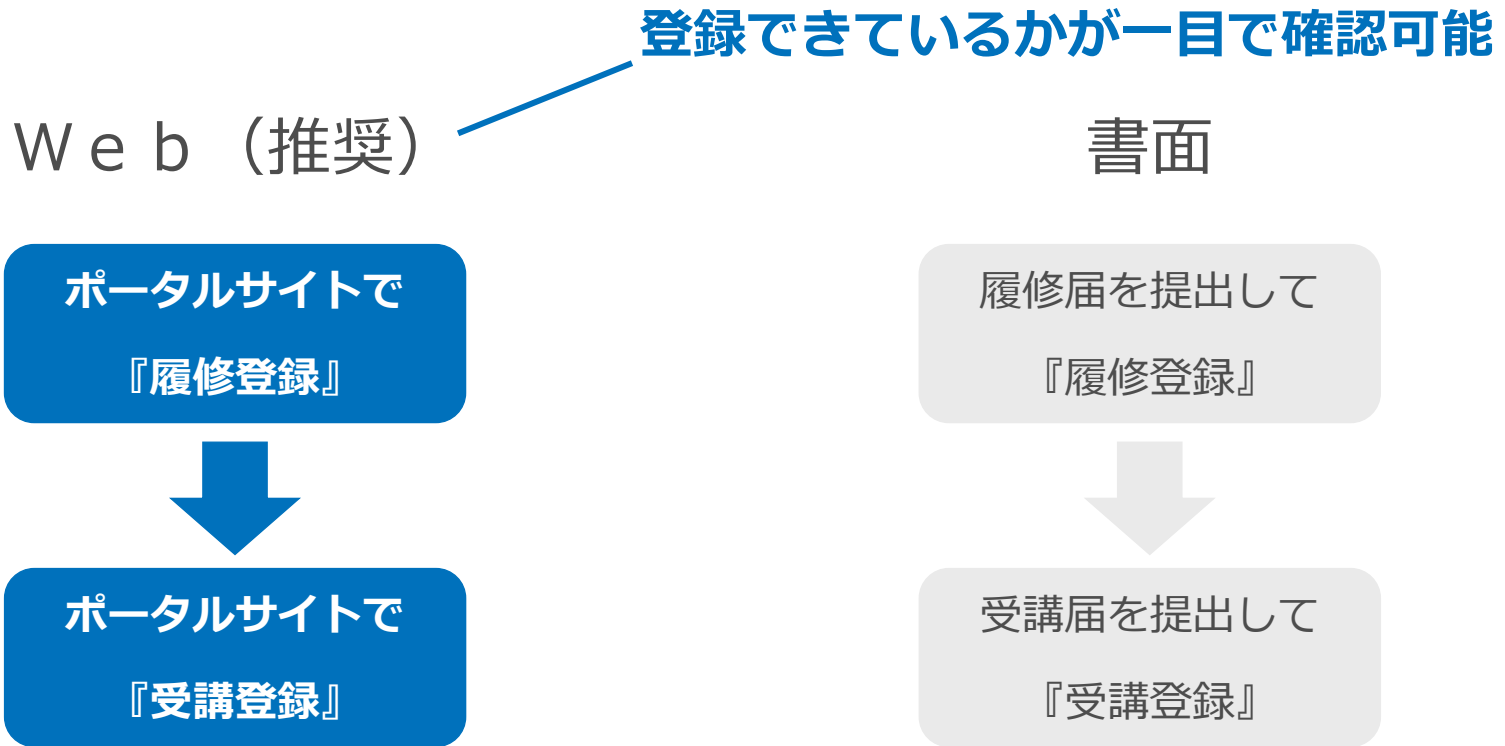 登録できているかが一目で確認可能
Ｗｅｂ（推奨）
書面
ポータルサイトで
『履修登録』
ポータルサイトで
『受講登録』
履修届を提出して
『履修登録』
受講届を提出して
『受講登録』